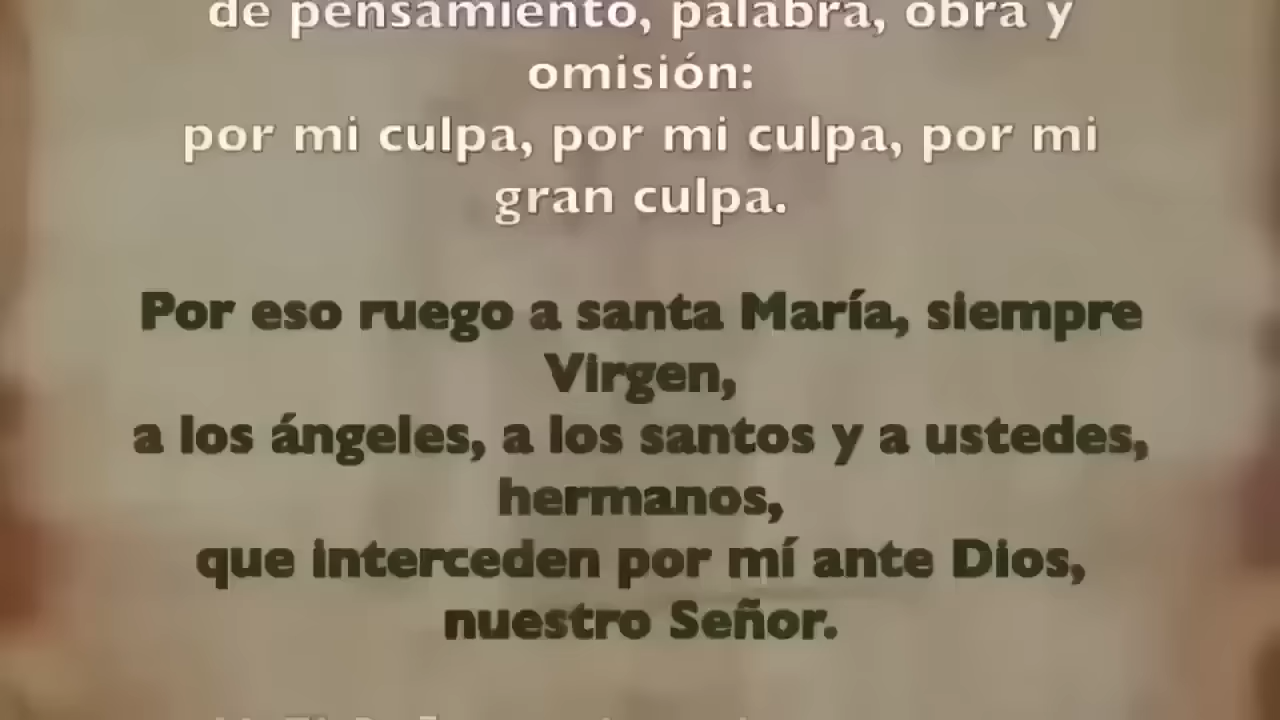 de pensamiento, palabra, obra y
omisión:
por mi culpa, por mi culpa, por mi
gran culpa.
Por eso ruego a santa María, siempre
Virgen,
a los ángeles, a los santos y a ustedes,
hermanos,
que interceden por mí ante Dios,
nuestro Señor.